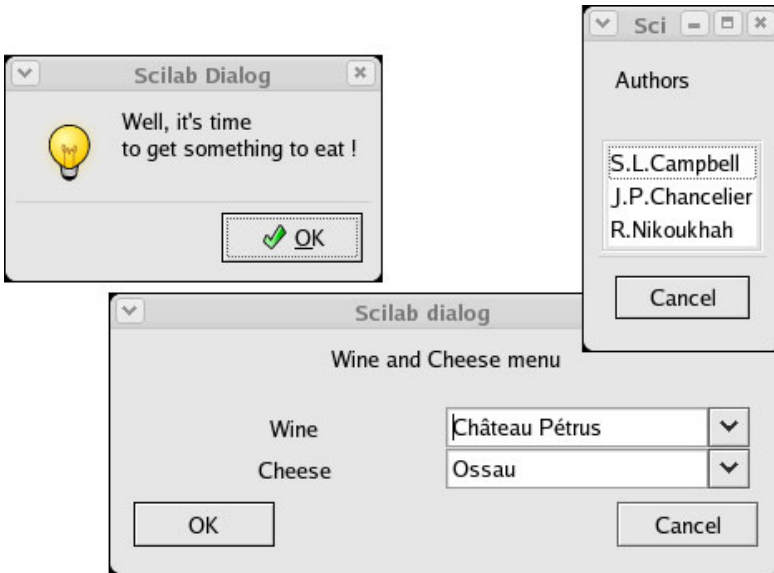 Scilab Dialog
Well, it's time
to get something to eat !
OK
Sci
Authors
S.L.Campbell
J.P.Chancelier
R.Nikoukhah
Cancel
Scilab dialog
Wine and Cheese menu
Wine Château Pétrus
Cheese Ossau
OK Cancel